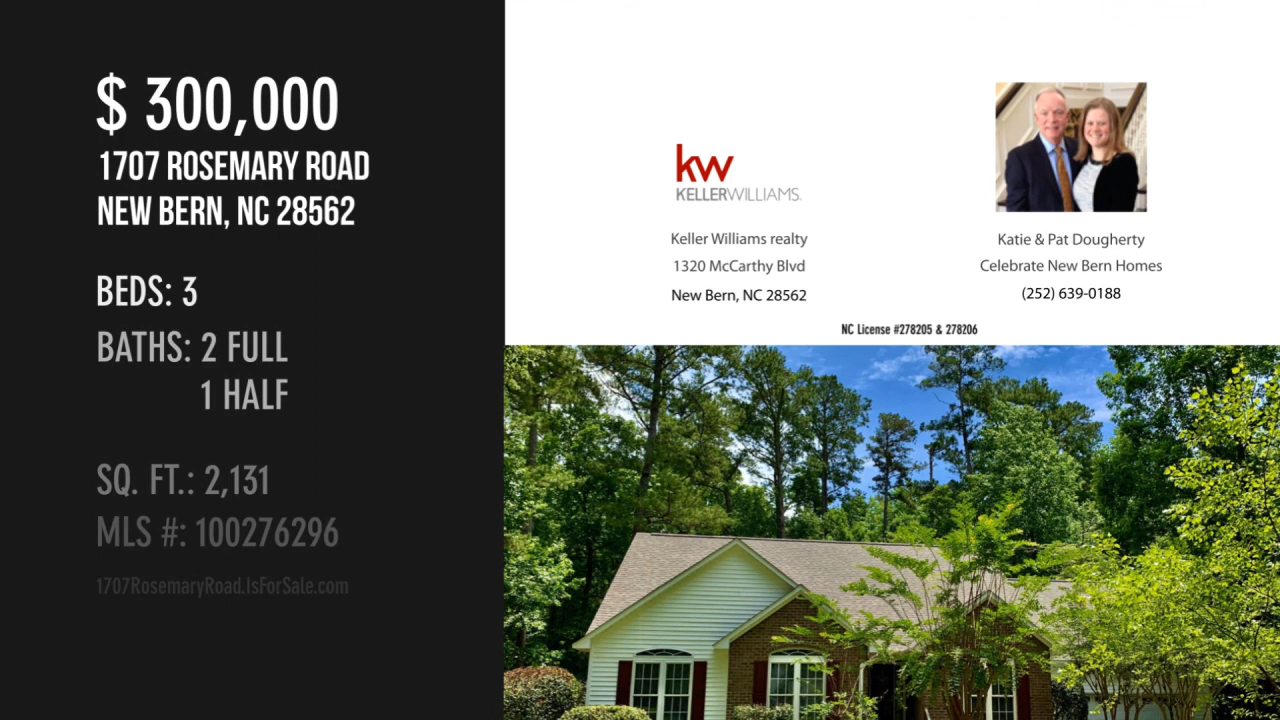 $ 300,000
1707 ROSEMARY ROAD
NEW BERN, NC 28562
BEDS: 3
BATHS: 2 FULL
1 HALF
SQ. FT.: 2,131
MLS #: 100276296
1707RosemaryRoad.IsForSale.com
kw
KELLERWILLIAMS.
Keller Williams realty
1320 McCarthy Blvd
New Bern, NC 28562
Katie & Pat Dougherty
Celebrate New Bern Homes
(252) 639-0188
NC License #278205 & 278206